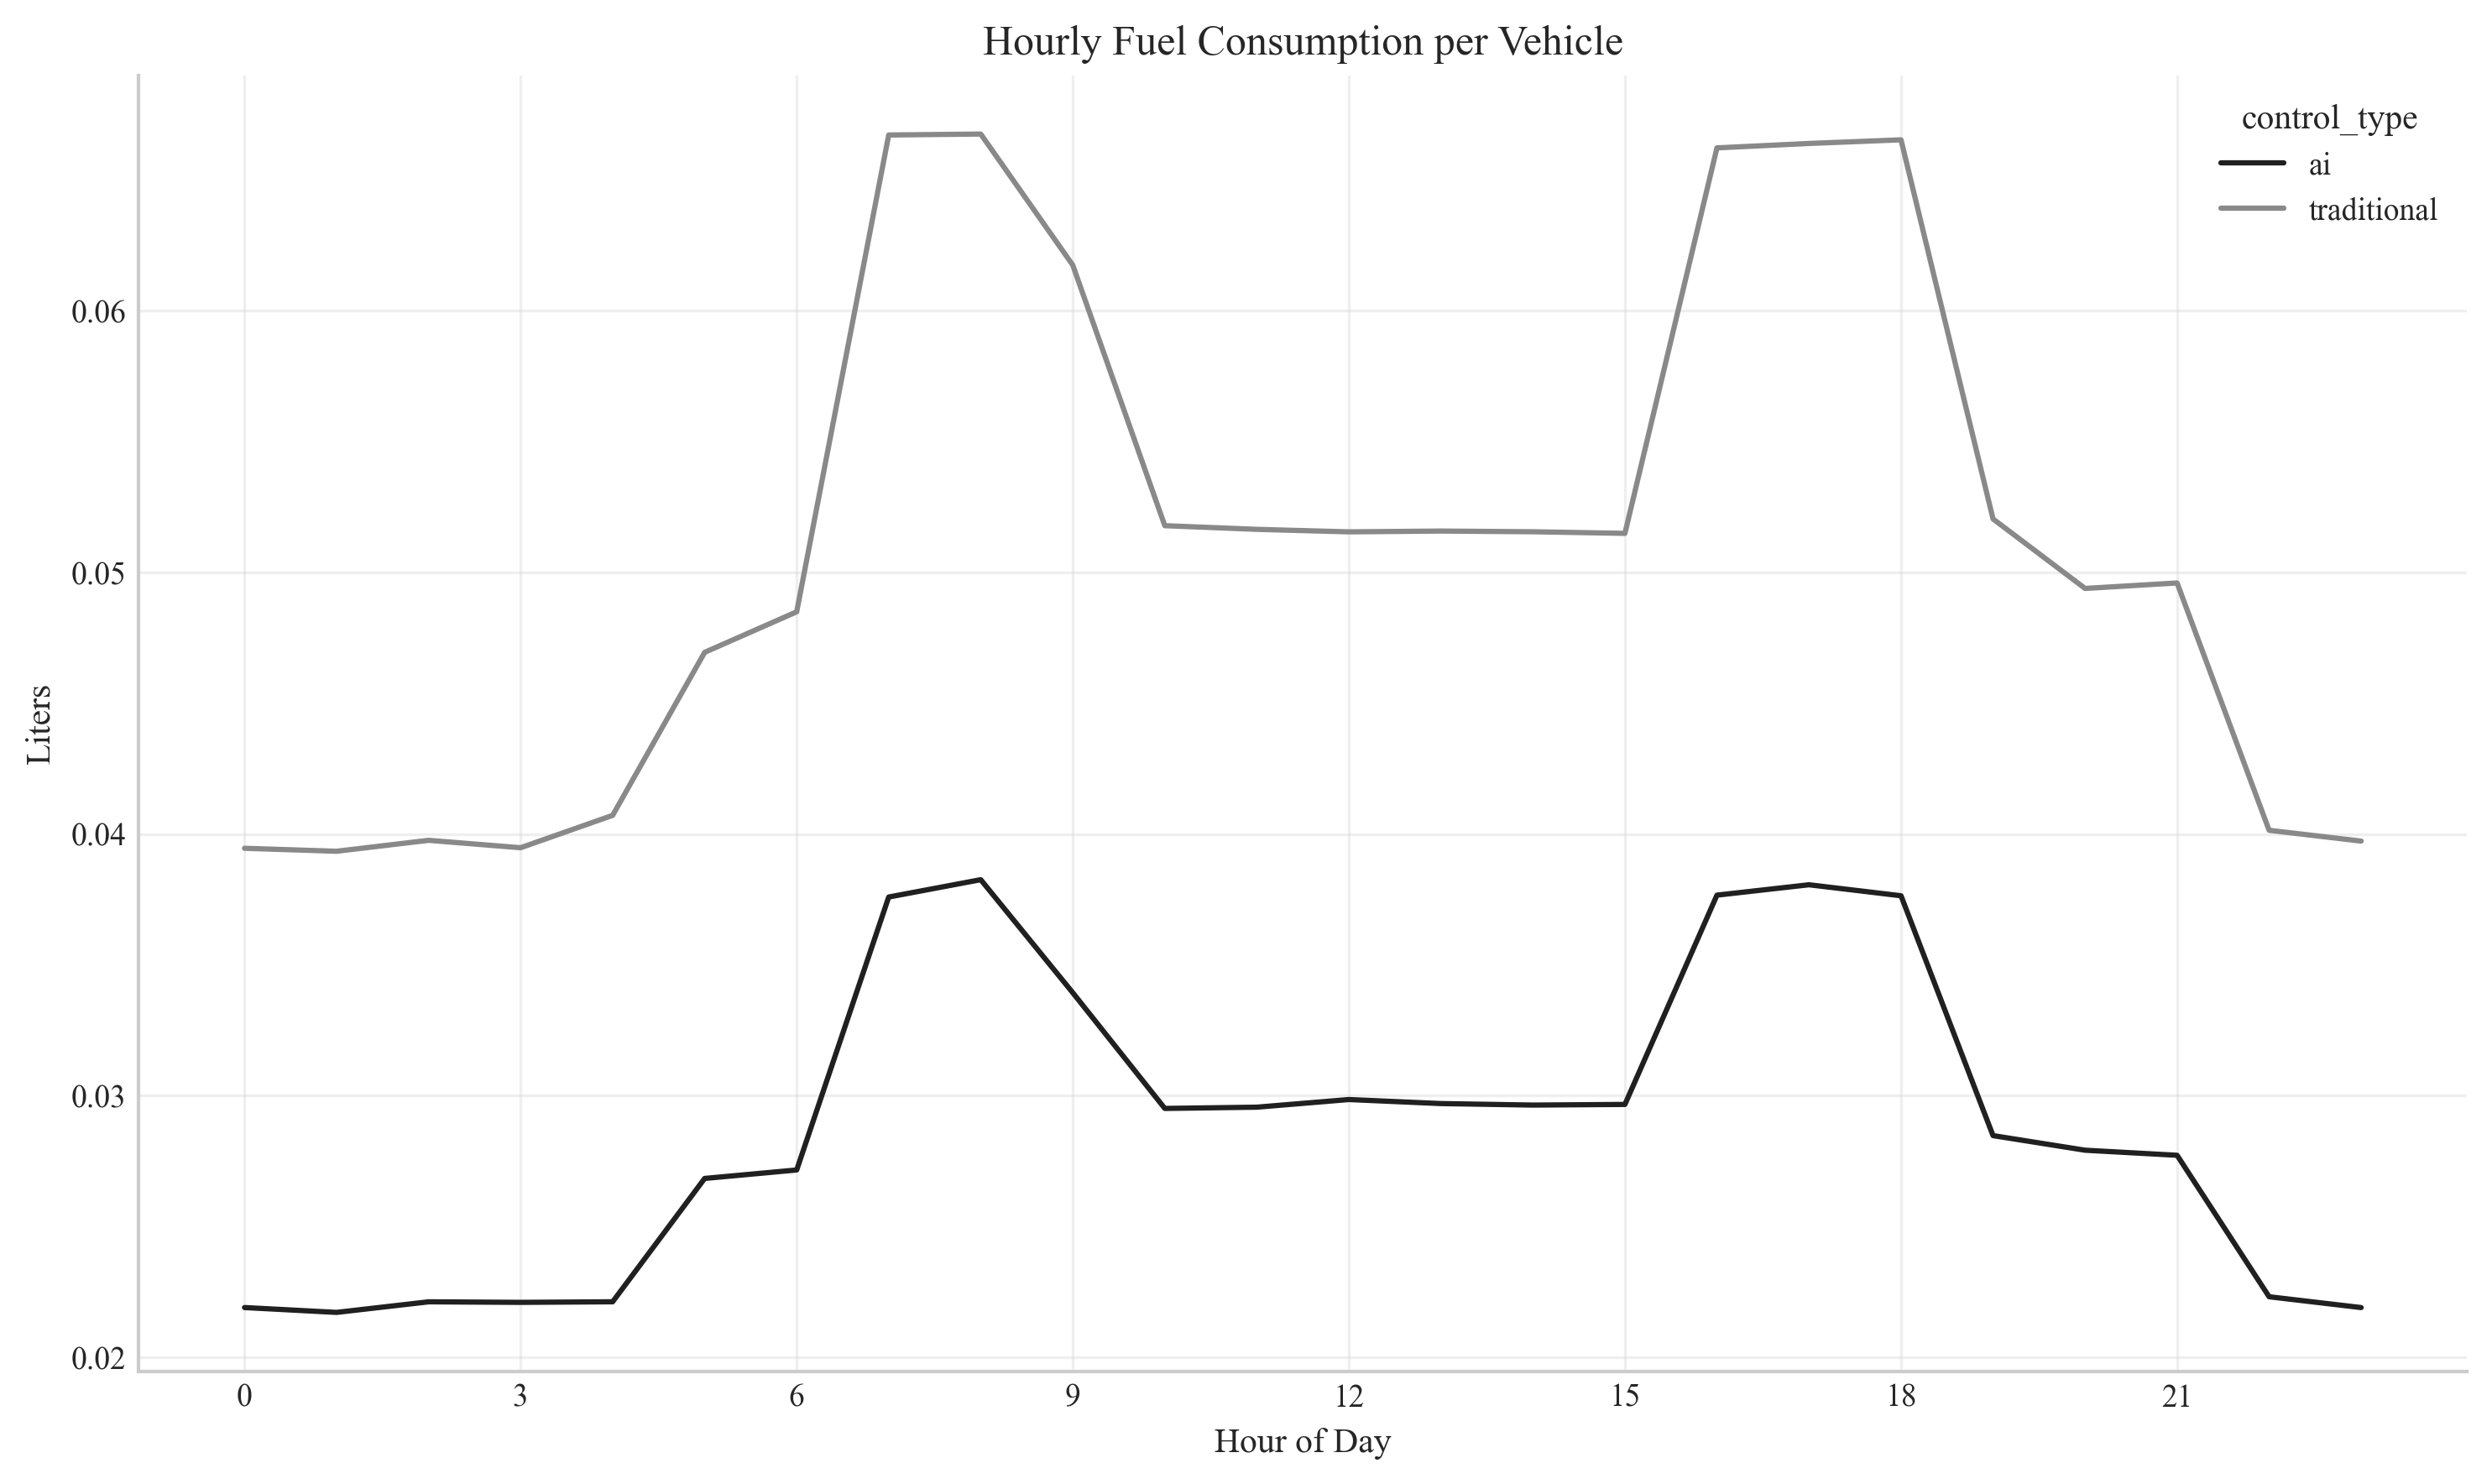 Hourly Fuel Consumption per Vehicle
control_type
ai
traditional
0.06
0.05
0.04
0.03
0.02
Liters
0 3 6 9 12 15 18 21
Hour of Day